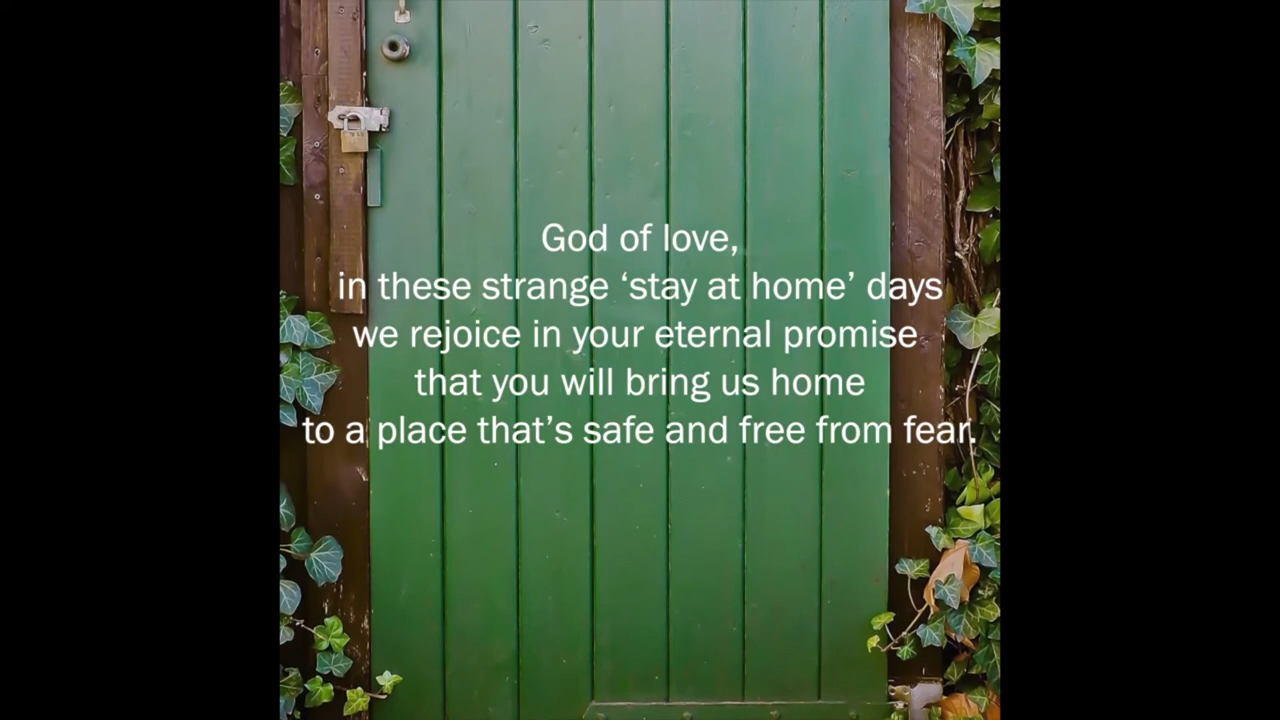 God of love,
in these strange ‘stay at home’ days
we rejoice in your eternal promise
that you will bring us home
to a place that’s safe and free from fear.